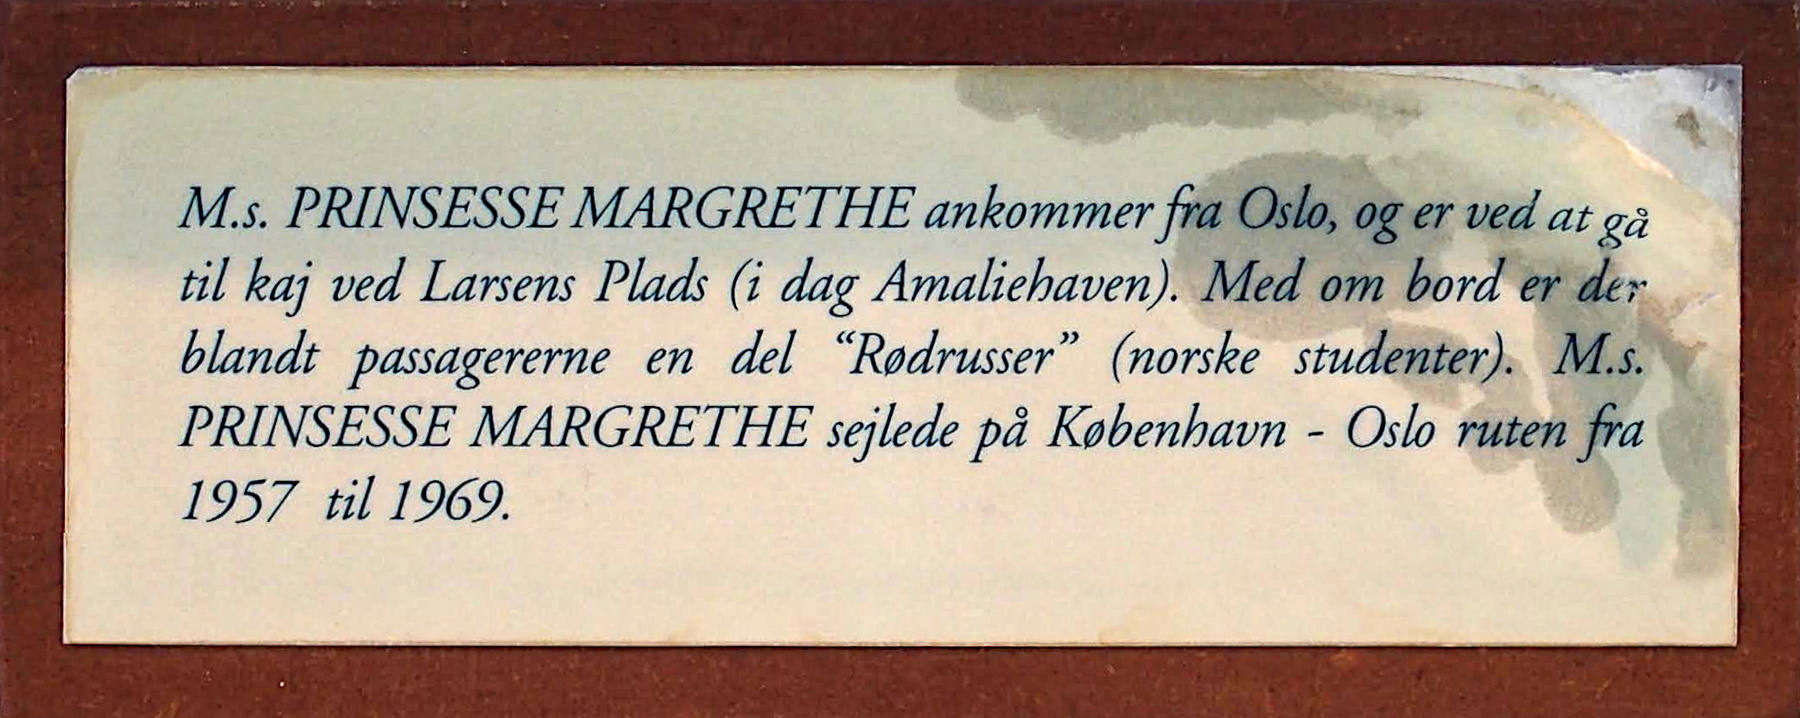 M.s. PRINSESSE MARGRETHE ankommer fra Oslo, og er ved at gå
til kaj ved Larsens Plads (i dag Amaliehaven). Med om bord er der
blandt passagererne en del “Rødrusser” (norske studenter). M.s.
PRINSESSE MARGRETHE sejlede på København - Oslo ruten fra
1957 til 1969.